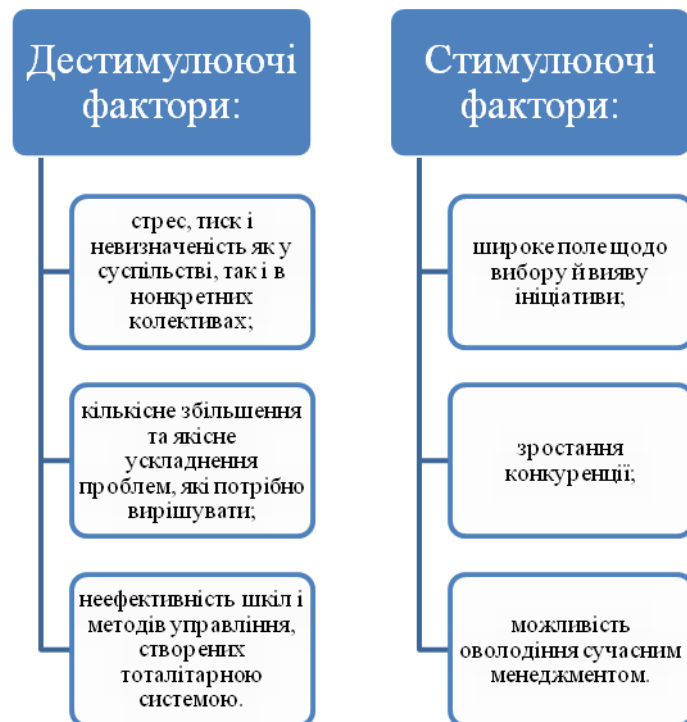 Дестимулюючі
фактори:
стрес, тиск і
невизначеність як у
суспільстві, так і в
нонкретних
колективах;
кількісне збільшення
та якісне
ускладнення
проблем, які потрібно
вирішувати;
неефективність шкіл і
методів управління,
створених
тоталітарною
системою.
Стимулюючі
фактори:
широке поле щодо
вибору й вияву
ініціативи;
зростання
конкуренції;
можливість
оволодіння сучасним
менеджментом.